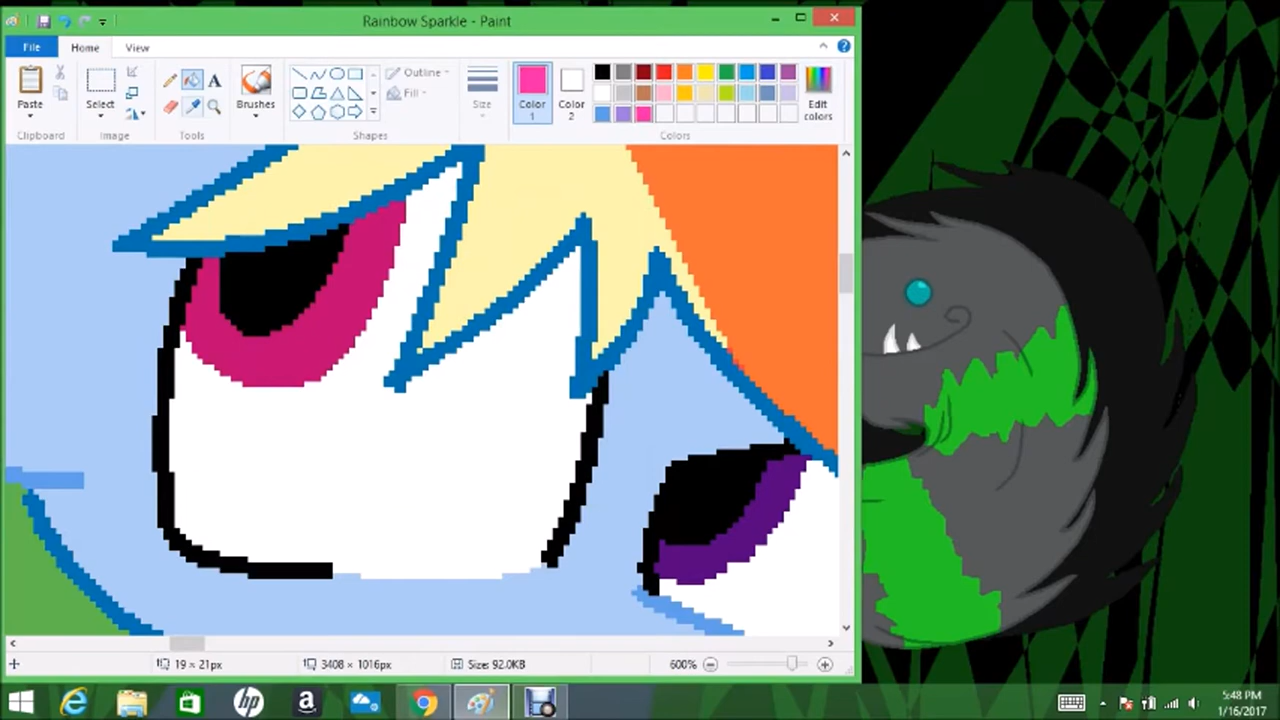 Rainbow Sparkle - Paint
File
Home
View
Paste
Select
A
Brushes
Outline
Fill
Size
Color
1
Color
2
Edit
colors
Clipboard
Image
Tools
Shapes
Colors
19 × 21px
3408 × 1016px
Size: 92.0KB
600%
hp
a
5:48 PM
1/16/2017